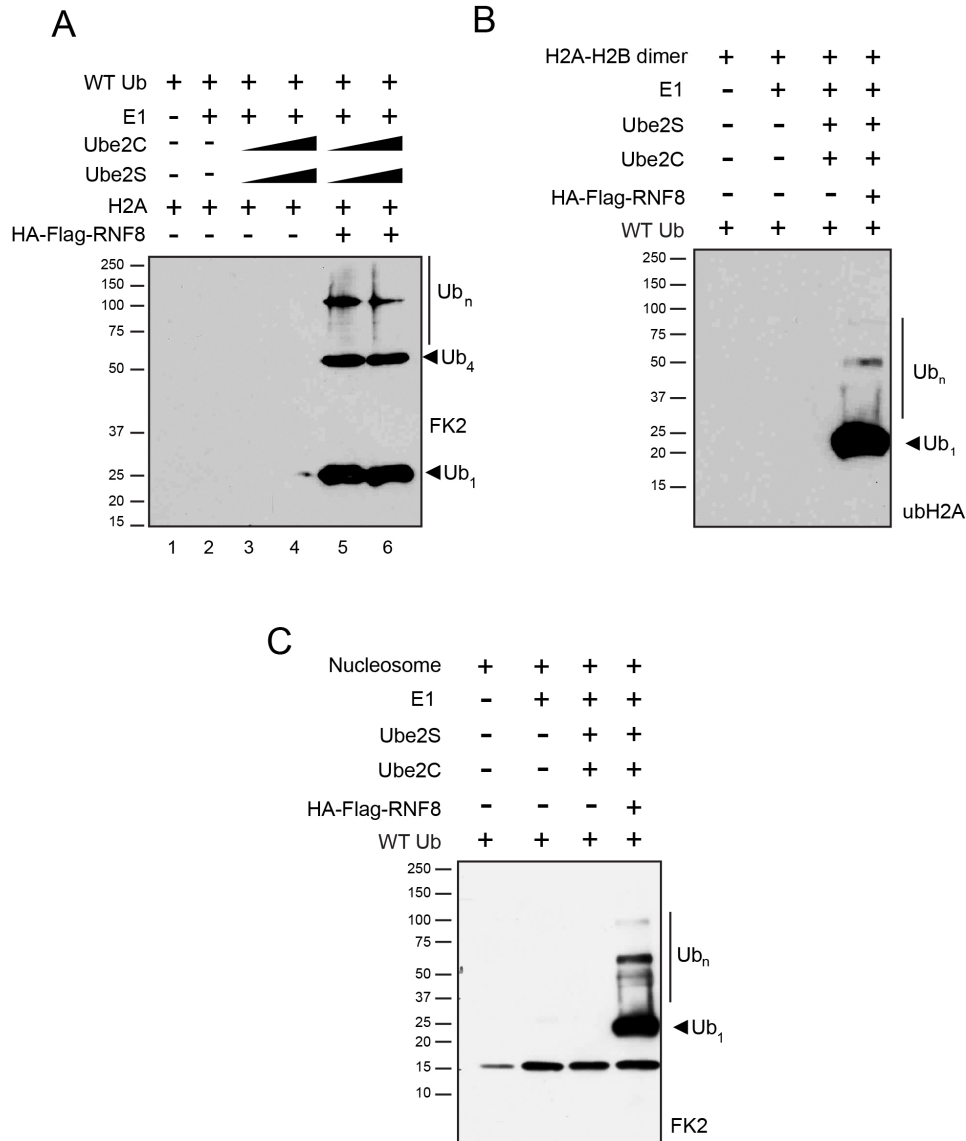 A
WT Ub + + + + + +
E1 - + + + + +
Ube2C - -
Ube2S - -
H2A + + + + + +
HA-Flag-RNF8 - - - - + +
250
150
100
75
50
37
25
20
15
Ubn
Ub4
FK2
Ub1
1 2 3 4 5 6
B
H2A-H2B dimer + + + +
E1 - + + +
Ube2S - - + +
Ube2C - - + +
HA-Flag-RNF8 - - - +
WT Ub + + + +
250
150
100
75
50
37
25
20
15
Ubn
Ub1
ubH2A
C
Nucleosome + + + +
E1 - + + +
Ube2S - - + +
Ube2C - - + +
HA-Flag-RNF8 - - - +
WT Ub + + + +
250
150
100
75
50
37
25
20
15
10
Ubn
Ub1
FK2